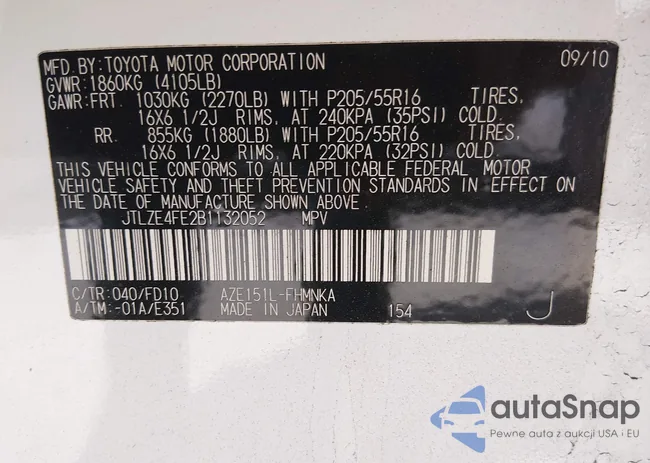 MFD.BY: TOYOTA MOTOR CORPORATION 09/10
GVWR: 1860KG (4105LB)
GAWR: FRT 1030KG (2270LB) WITH P205/55R16 TIRES,
16X6 1/2J RIMS, AT 240KPA (35PSI) COLD
RR 855KG (1880LB) WITH P205/55R16 TIRES,
16X6 1/2J RIMS, AT 220KPA (32PSI) COLD.
THIS VEHICLE CONFORMS TO ALL APPLICABLE FEDERAL MOTOR
VEHICLE SAFETY AND THEFT PREVENTION STANDARDS IN EFFECT ON
THE DATE OF MANUFACTURE SHOWN ABOVE.
JTLZE4FE2B1132052 MPV
C/TR: 040/FD10 AZE151L-FHMNKA
A/TM: -01A/E351 MADE IN JAPAN 154 J
autaSnap
Pewne auta z aukcji USA i EU